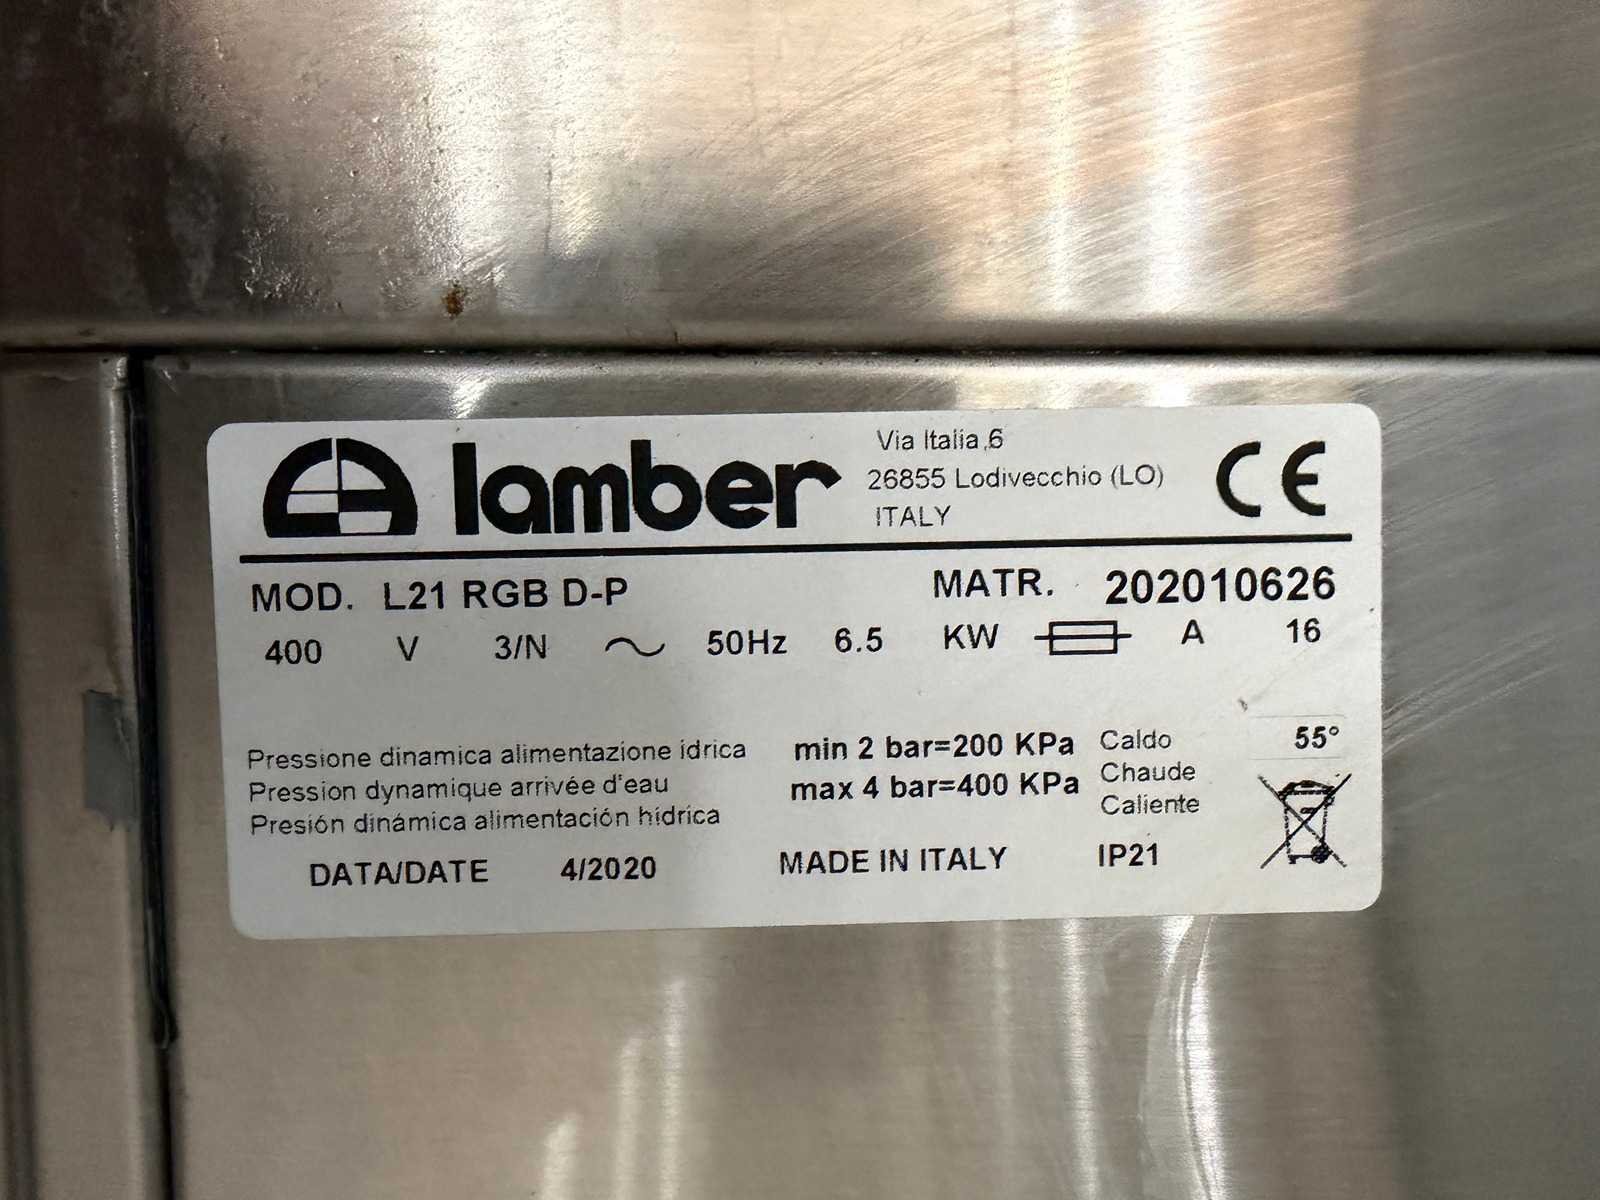 lamber
Via Italia,6
26855 Lodivecchio (LO)
ITALY
CE
MOD. L21 RGB D-P MATR. 202010626
400 V 3/N 50Hz 6.5 KW A 16
Pressione dinamica alimentazione idrica min 2 bar=200 KPa Caldo 55°
Pression dynamique arrivée d'eau max 4 bar=400 KPa Chaude
Presión dinámica alimentación hídrica Caliente
DATA/DATE 4/2020 MADE IN ITALY IP21